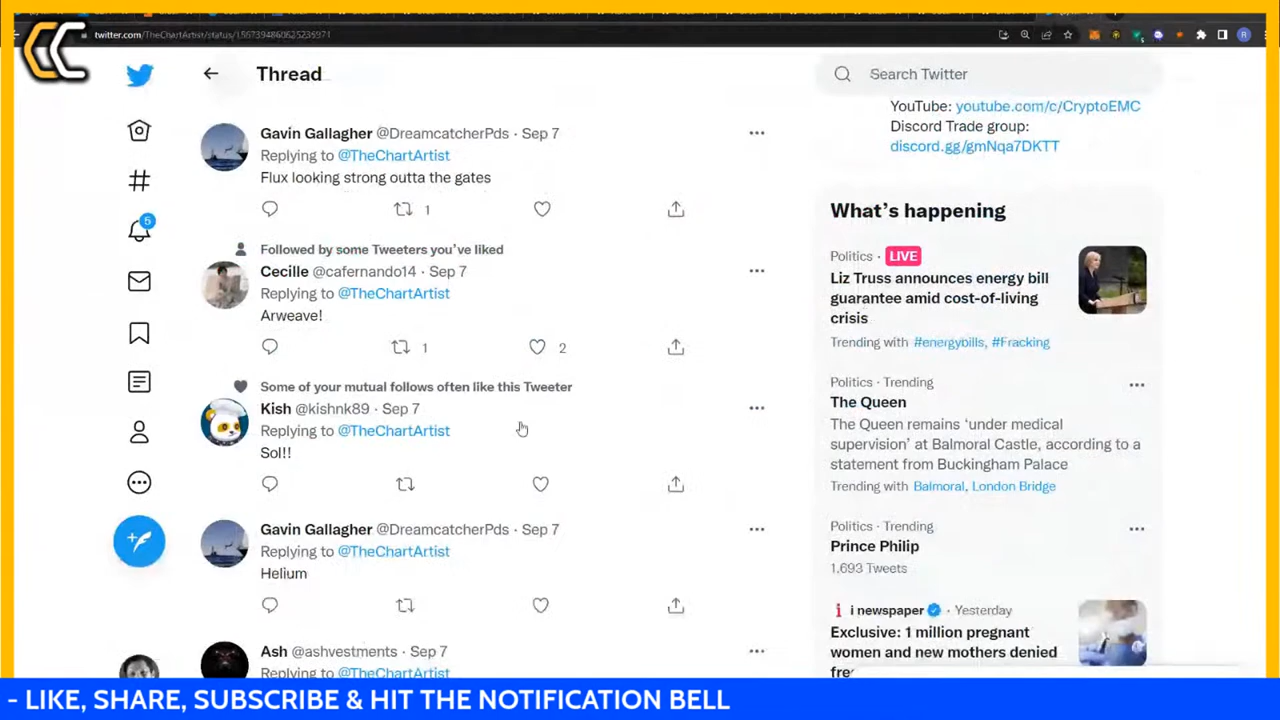 twitter.com/TheChartArtist/status/
Thread
Search Twitter
Gavin Gallagher @DreamcatcherPds · Sep 7
Replying to @TheChartArtist
Flux looking strong outta the gates
1
Followed by some Tweeters you've liked
Cecille @cafernando14 · Sep 7
Replying to @TheChartArtist
Arweave!
1 2
Some of your mutual follows often like this Tweeter
Kish @kishnk89 · Sep 7
Replying to @TheChartArtist
Sol!!
Gavin Gallagher @DreamcatcherPds · Sep 7
Replying to @TheChartArtist
Helium
Ash @ashvestments · Sep 7
Replying to @TheChartArtist
5
YouTube: youtube.com/c/CryptoEMC
Discord Trade group:
discord.gg/gmNqa7DKTT
What's happening
Politics · LIVE
Liz Truss announces energy bill
guarantee amid cost-of-living
crisis
Trending with #energybills, #Fracking
Politics · Trending
The Queen
The Queen remains 'under medical
supervision' at Balmoral Castle, according to a
statement from Buckingham Palace
Trending with Balmoral, London Bridge
Politics · Trending
Prince Philip
1,693 Tweets
i newspaper · Yesterday
Exclusive: 1 million pregnant
women and new mothers denied
- LIKE, SHARE, SUBSCRIBE & HIT THE NOTIFICATION BELL